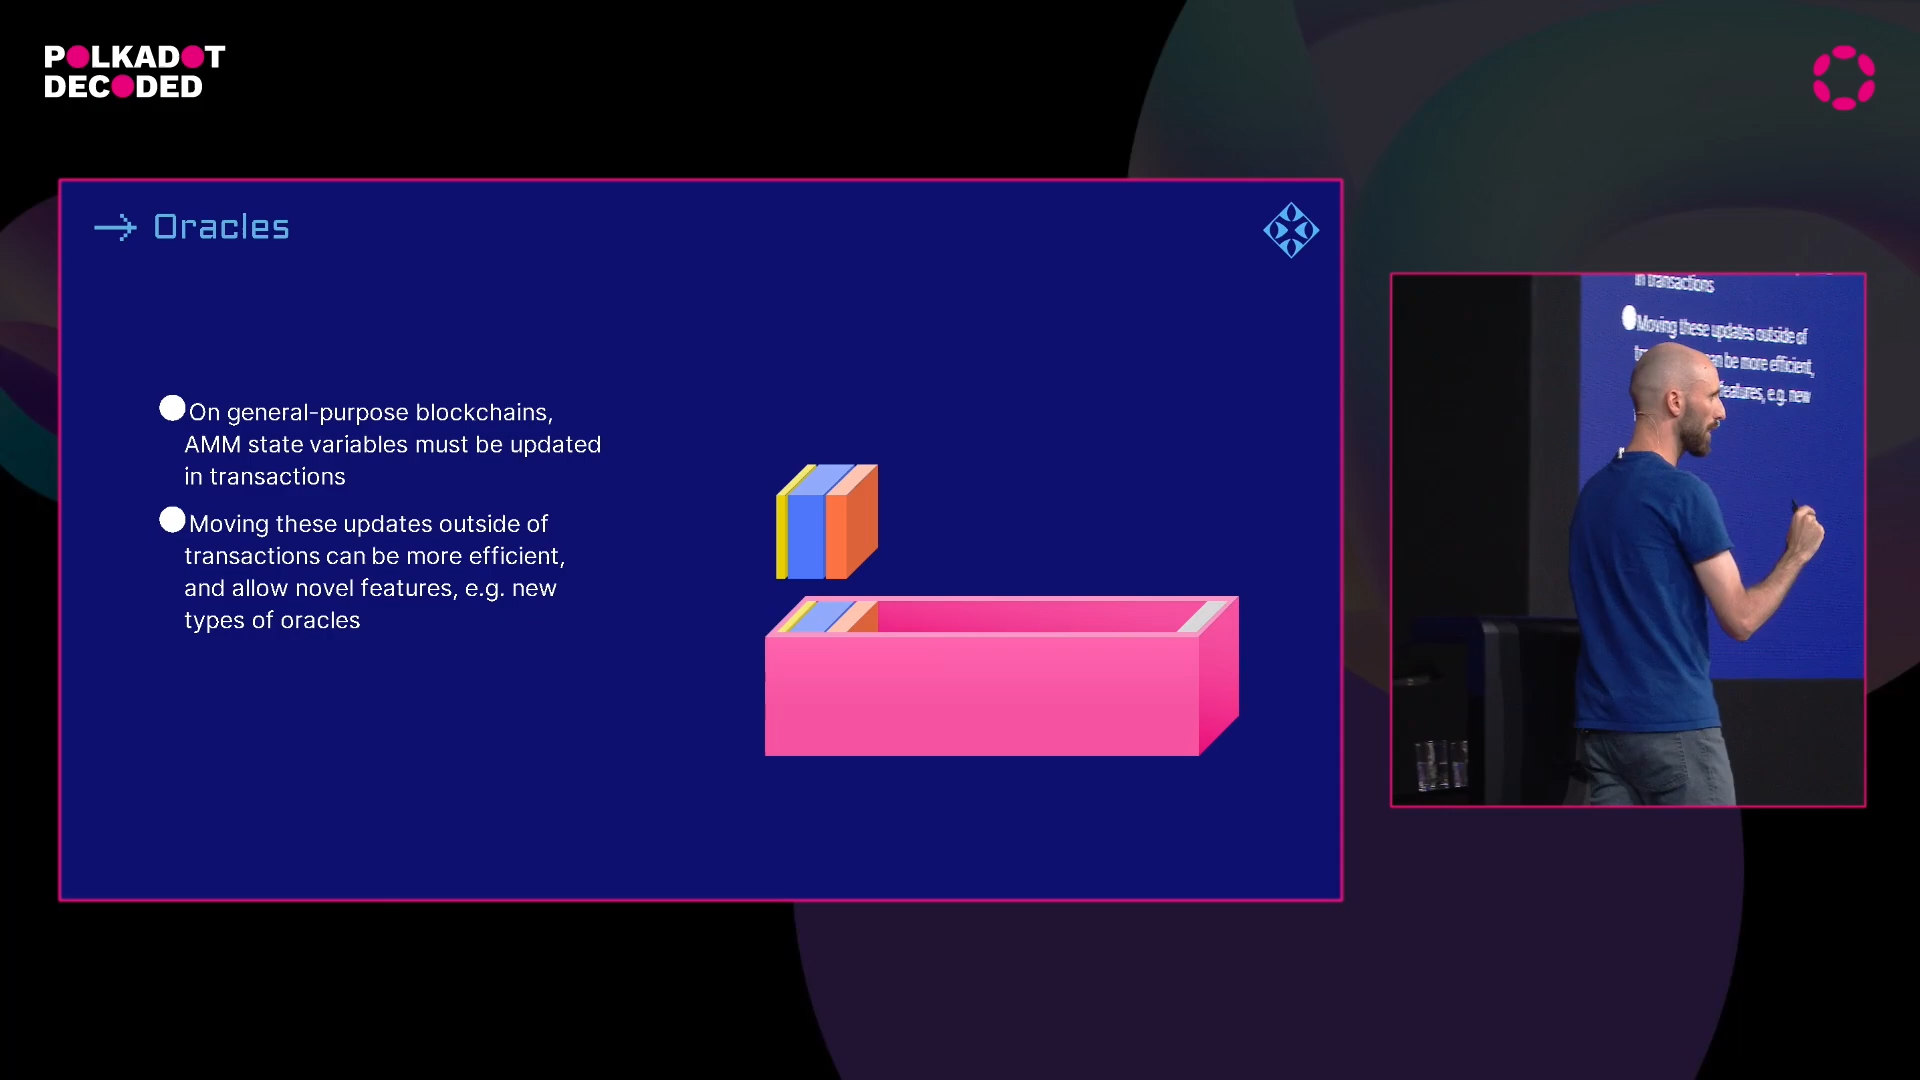 POLKADOT
DECODED
Oracles
On general-purpose blockchains,
AMM state variables must be updated
in transactions
Moving these updates outside of
transactions can be more efficient,
and allow novel features, e.g. new
types of oracles
in transactions
Moving these updates outside of
can be more efficient,
features, e.g. new